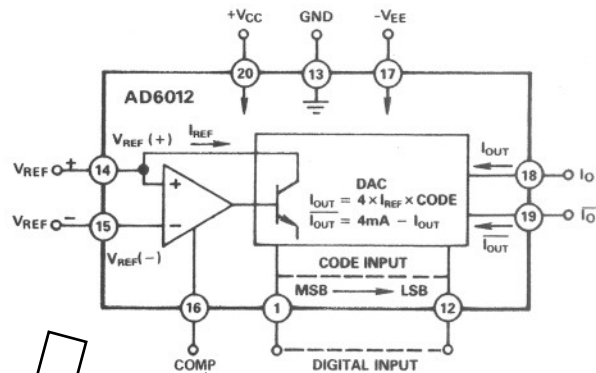 +VCC
GND
-VEE
20
13
17
AD6012
VREF (+)
IREF
VREF +
14
VREF -
15
+
-
VREF(-)
DAC
IOUT = 4 × IREF × CODE
IOUT = 4mA - IOUT
IOUT
18
IO
19
IO
IOUT
CODE INPUT
MSB
LSB
16
1
12
COMP
DIGITAL INPUT